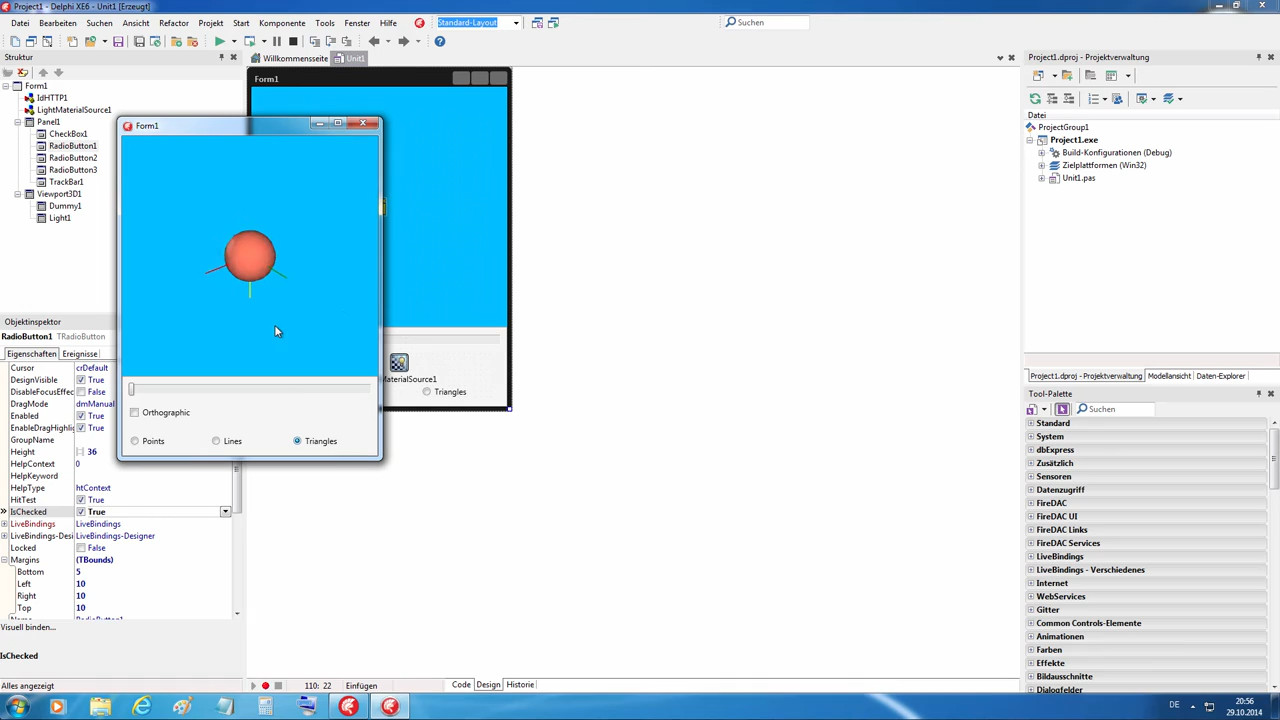 Project1 - Delphi XE6 - Unit1 [Erzeugt]
Datei Bearbeiten Suchen Ansicht Refactor Projekt Start Komponente Tools Fenster Hilfe Standard-Layout Suchen
Struktur
Willkommensseite Unit1
Project1.dproj - Projektverwaltung
Form1
IdHTTP1
LightMaterialSource1
Panel1
CheckBox1
RadioButton1
RadioButton2
RadioButton3
TrackBar1
Viewport3D1
Dummy1
Light1
Form1
Form1
Orthographic
Points Lines Triangles
MaterialSource1
Triangles
Datei
ProjectGroup1
Project1.exe
Build-Konfigurationen (Debug)
Zielplattformen (Win32)
Unit1.pas
Objektinspektor
RadioButton1 TRadioButton
Eigenschaften Ereignisse
Cursor crDefault
DesignVisible True
DisableFocusEffec False
DragMode dmManual
Enabled True
EnableDragHighlig True
GroupName
Height 36
HelpContext 0
HelpKeyword
HelpType htContext
HitTest True
IsChecked True
LiveBindings LiveBindings
LiveBindings-Desi LiveBindings-Designer
Locked False
Margins (TBounds)
Bottom 5
Left 10
Right 10
Top 10
Name RadioButton1
Visuell binden...
IsChecked
Alles angezeigt
110: 22 Einfügen
Code Design Historie
Project1.dproj - Projektverwaltung Modellansicht Daten-Explorer
Tool-Palette
Suchen
Standard
System
dbExpress
Zusätzlich
Sensoren
Datenzugriff
FireDAC
FireDAC UI
FireDAC Links
FireDAC Services
LiveBindings
LiveBindings - Verschiedenes
Internet
WebServices
Gitter
Common Controls-Elemente
Animationen
Farben
Effekte
Bildausschnitte
Dialogfelder
DE
20:56
29.10.2014